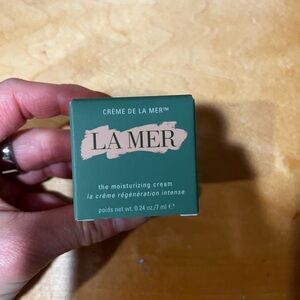 CRÈME DE LA MER™
LA MER
the moisturizing cream
la crème régénération intense
poids net wt. 0.24 oz./7 ml ℮